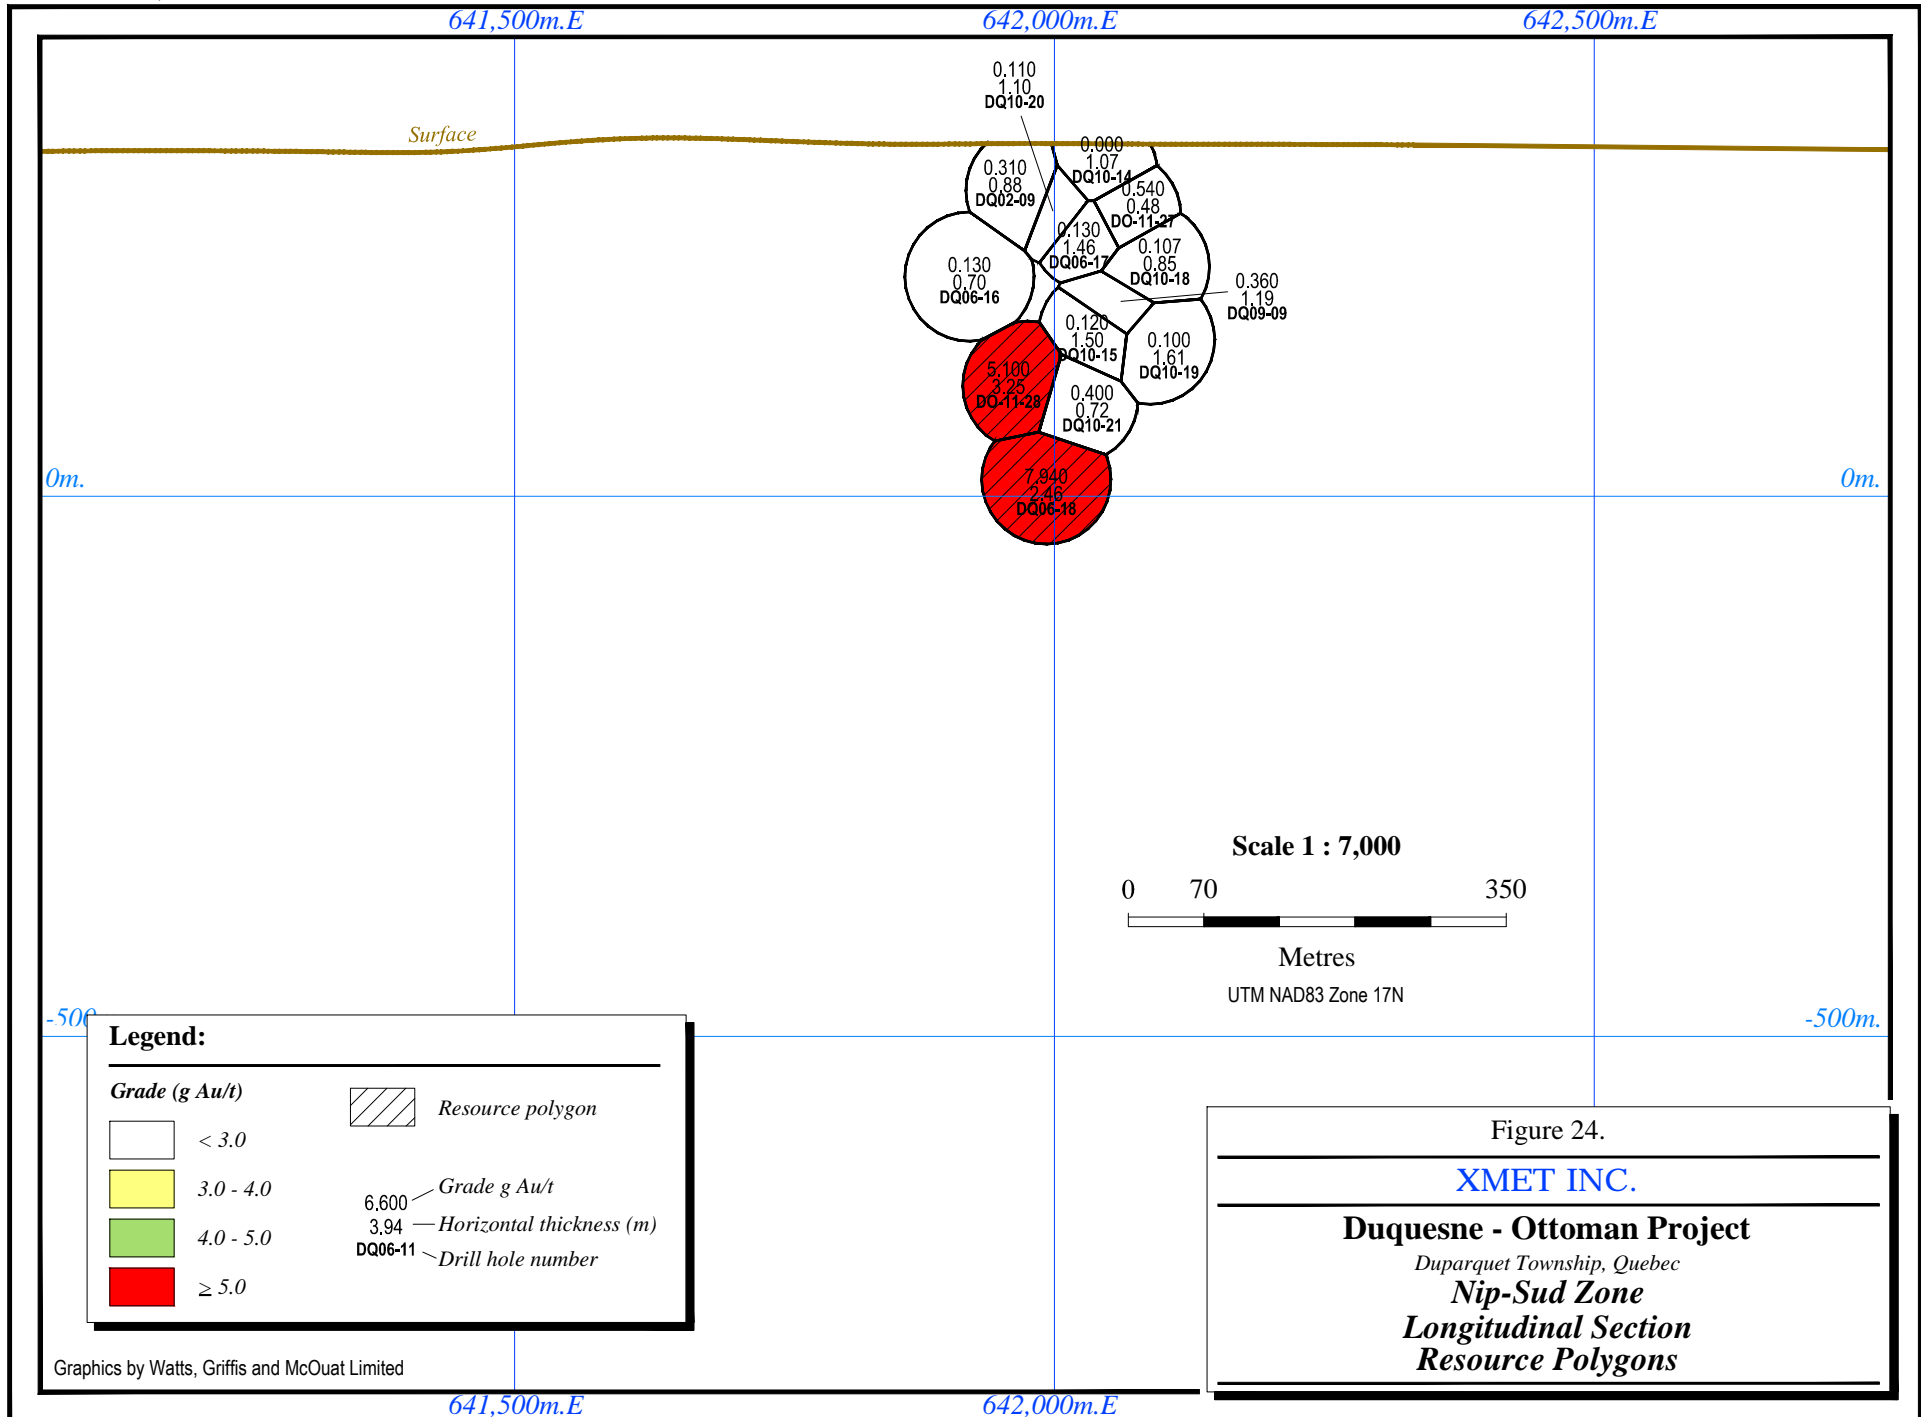 641,500m.E
642,000m.E
642,500m.E
0.110
1.10
DQ10-20
Surface
0.000
1.07
DQ10-14
0.310
0.88
DQ02-09
0.540
0.48
DO-11-27
0.130
1.46
DQ06-17
0.107
0.85
DQ10-18
0.130
0.70
DQ06-16
0.360
1.19
DQ09-09
0.120
1.50
DQ10-15
0.100
1.61
DQ10-19
5.100
3.25
DO-11-28
0.400
0.72
DQ10-21
0m.
0m.
7.940
2.46
DQ06-18
Scale 1 : 7,000
0 70 350
Metres
UTM NAD83 Zone 17N
-500
-500m.
Legend:
Grade (g Au/t)
Resource polygon
< 3.0
3.0 - 4.0
4.0 - 5.0
≥ 5.0
6.600
3.94
DQ06-11
Grade g Au/t
Horizontal thickness (m)
Drill hole number
Figure 24.
XMET INC.
Duquesne - Ottoman Project
Duparquet Township, Quebec
Nip-Sud Zone
Longitudinal Section
Resource Polygons
Graphics by Watts, Griffis and McOuat Limited
641,500m.E
642,000m.E